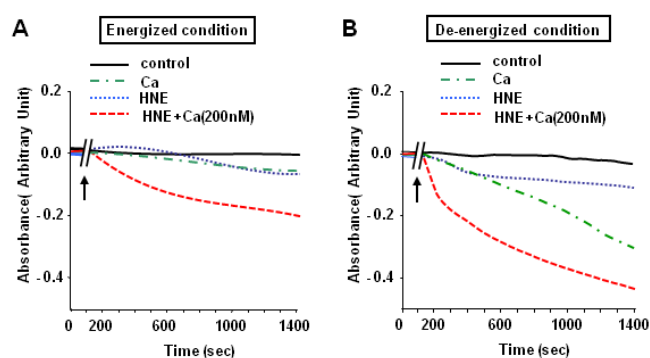 A
Energized condition
control
Ca
HNE
HNE+Ca(200nM)
Absorbance( Arbitrary Unit)
0.2
0.0
-0.2
-0.4
0 200 600 1000 1400
Time (sec)
B
De-energized condition
control
Ca
HNE
HNE+Ca(200nM)
Absorbance( Arbitrary Unit)
0.2
0.0
-0.2
-0.4
0 200 600 1000 1400
Time (sec)